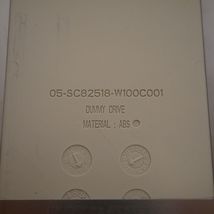 05-SC82518-W100C001
DUMMY DRIVE
MATERIAL : ABS